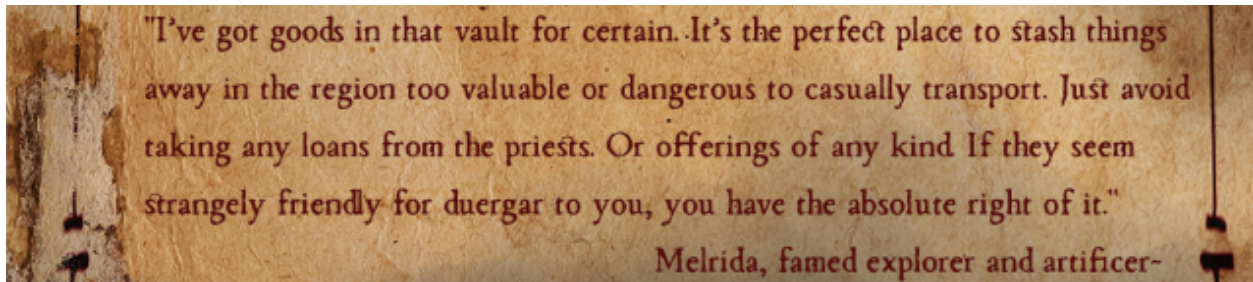 "I've got goods in that vault for certain. It's the perfect place to stash things
away in the region too valuable or dangerous to casually transport. Just avoid
taking any loans from the priests. Or offerings of any kind. If they seem
strangely friendly for duergar to you, you have the absolute right of it."
Melrida, famed explorer and artificer~